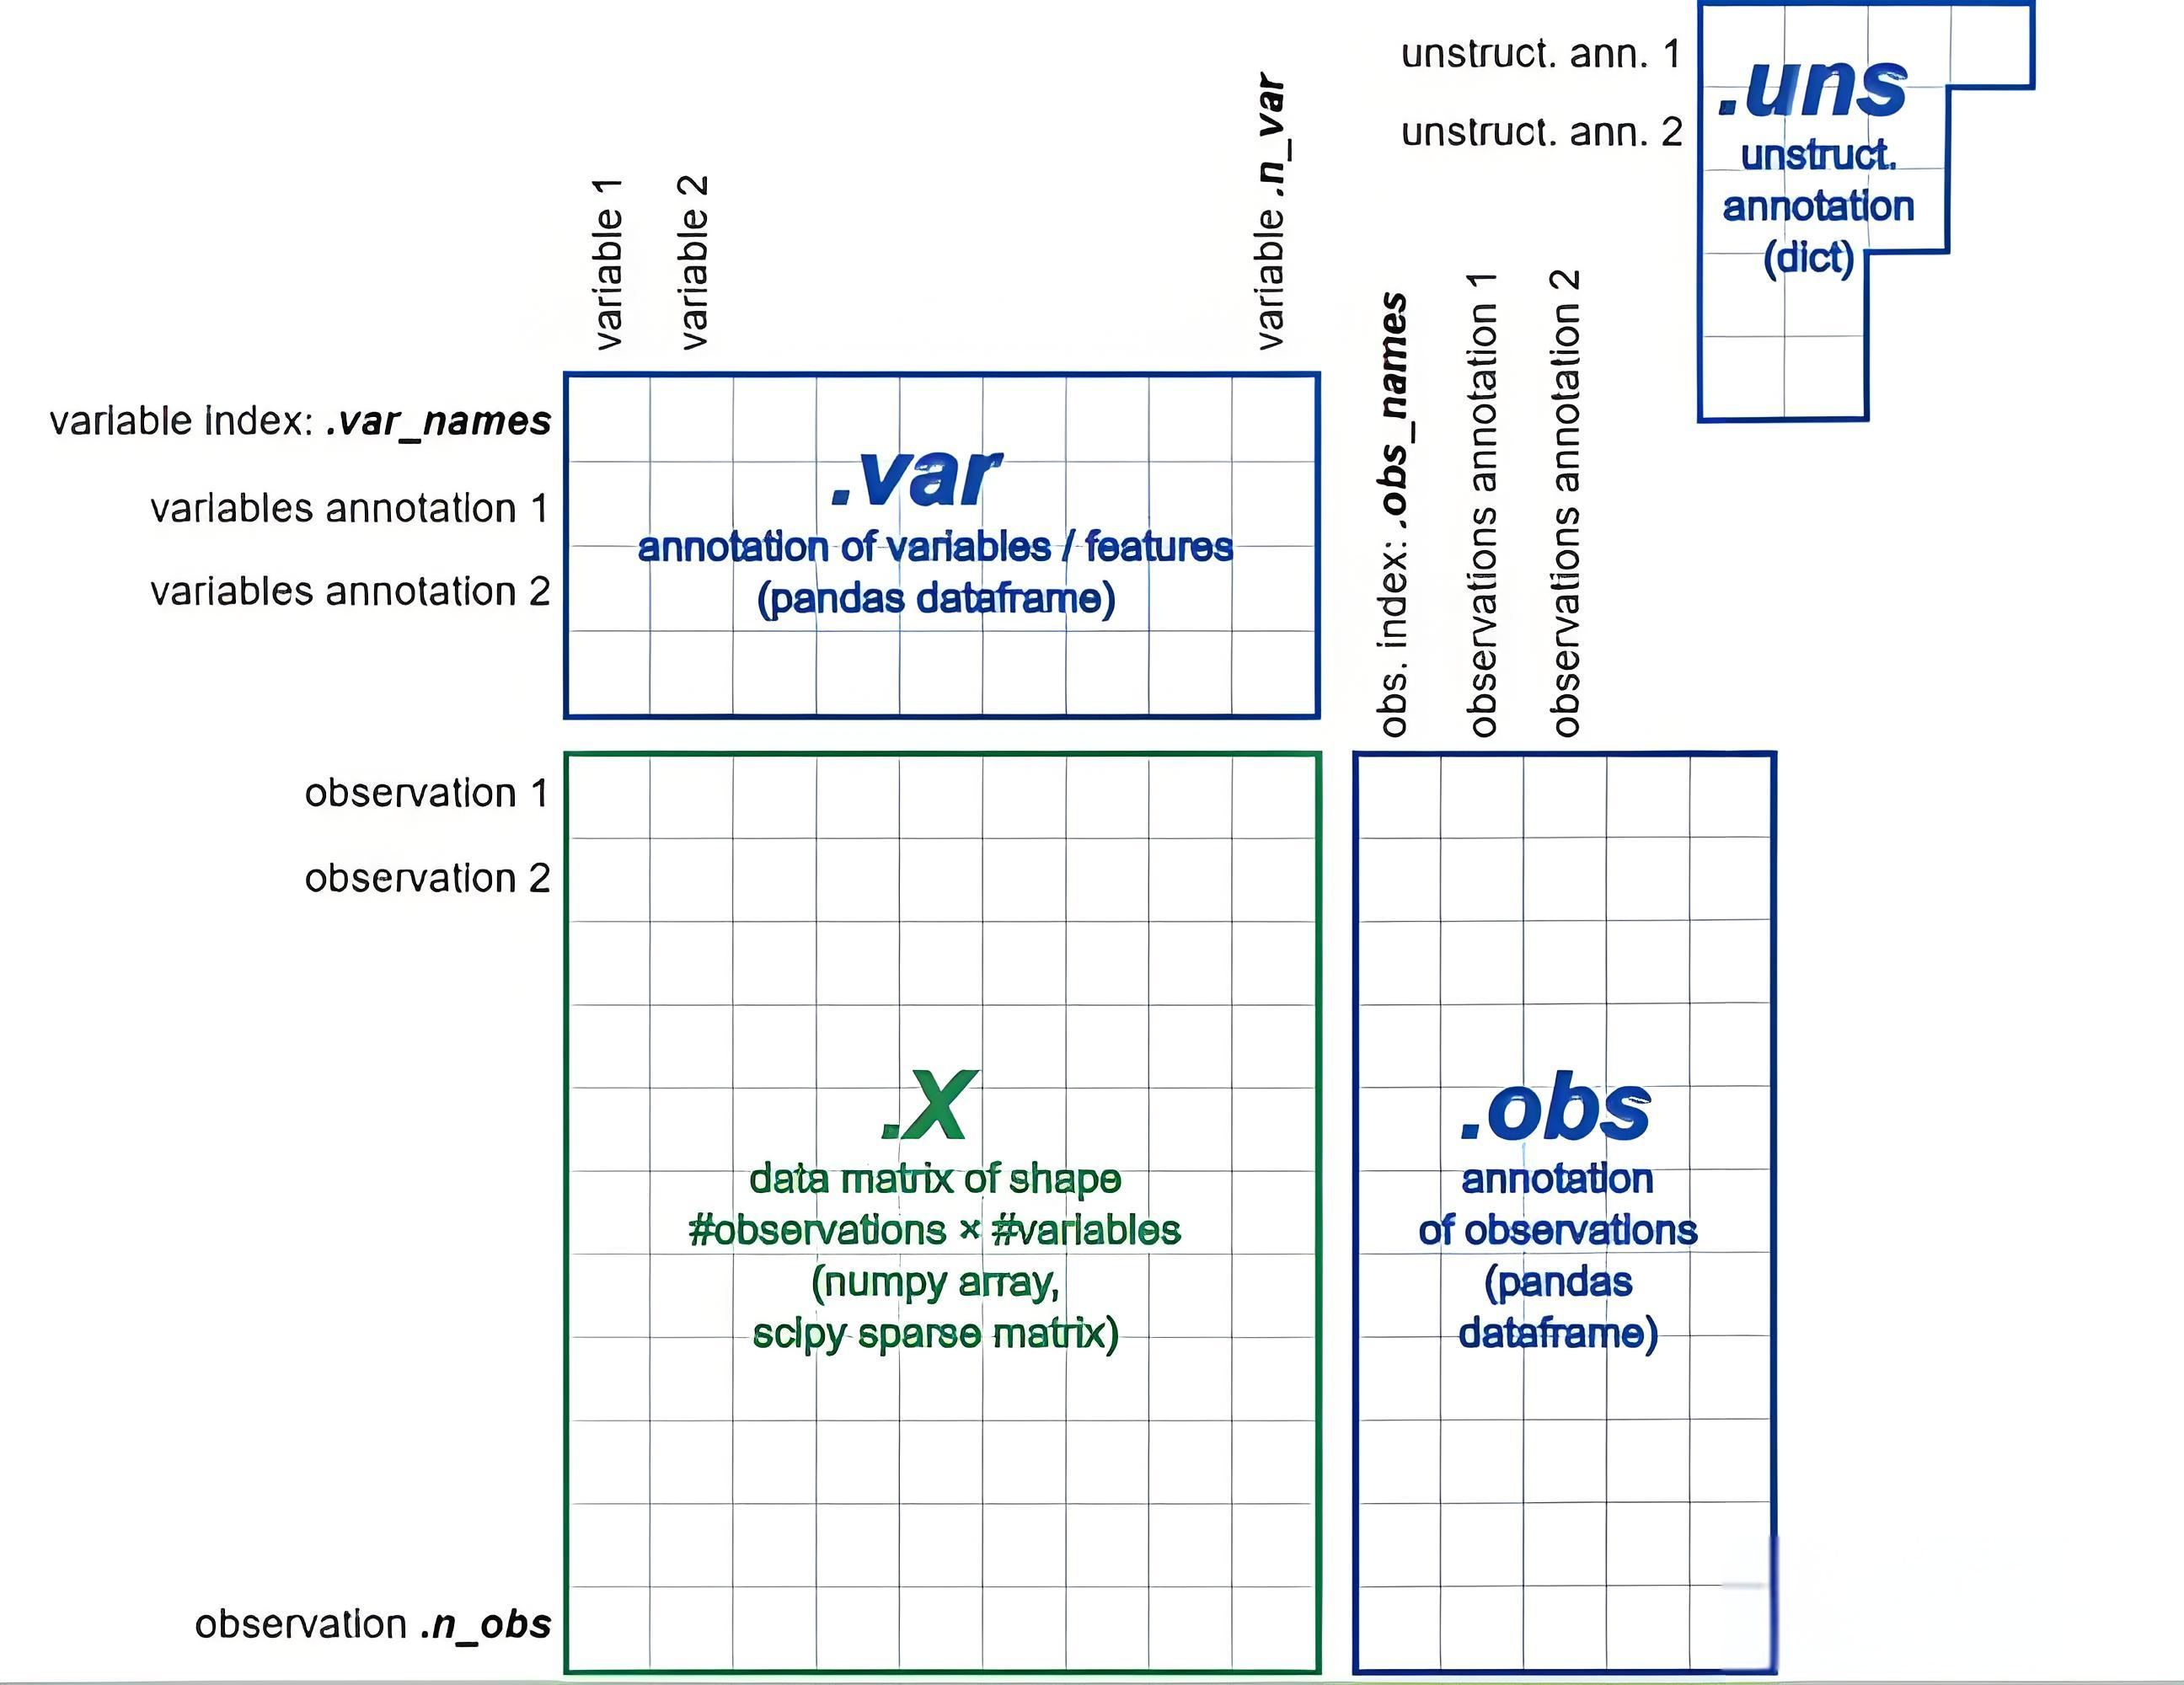 unstruct. ann. 1
unstruct. ann. 2
.uns
unstruct.
annotation
(dict)
variable 1
variable 2
variable .n_var
obs. index: .obs_names
observations annotation 1
observations annotation 2
variable index: .var_names
variables annotation 1
variables annotation 2
.var
annotation of variables / features
(pandas dataframe)
observation 1
observation 2
observation .n_obs
.X
data matrix of shape
#observations × #variables
(numpy array,
scipy sparse matrix)
.obs
annotation
of observations
(pandas
dataframe)